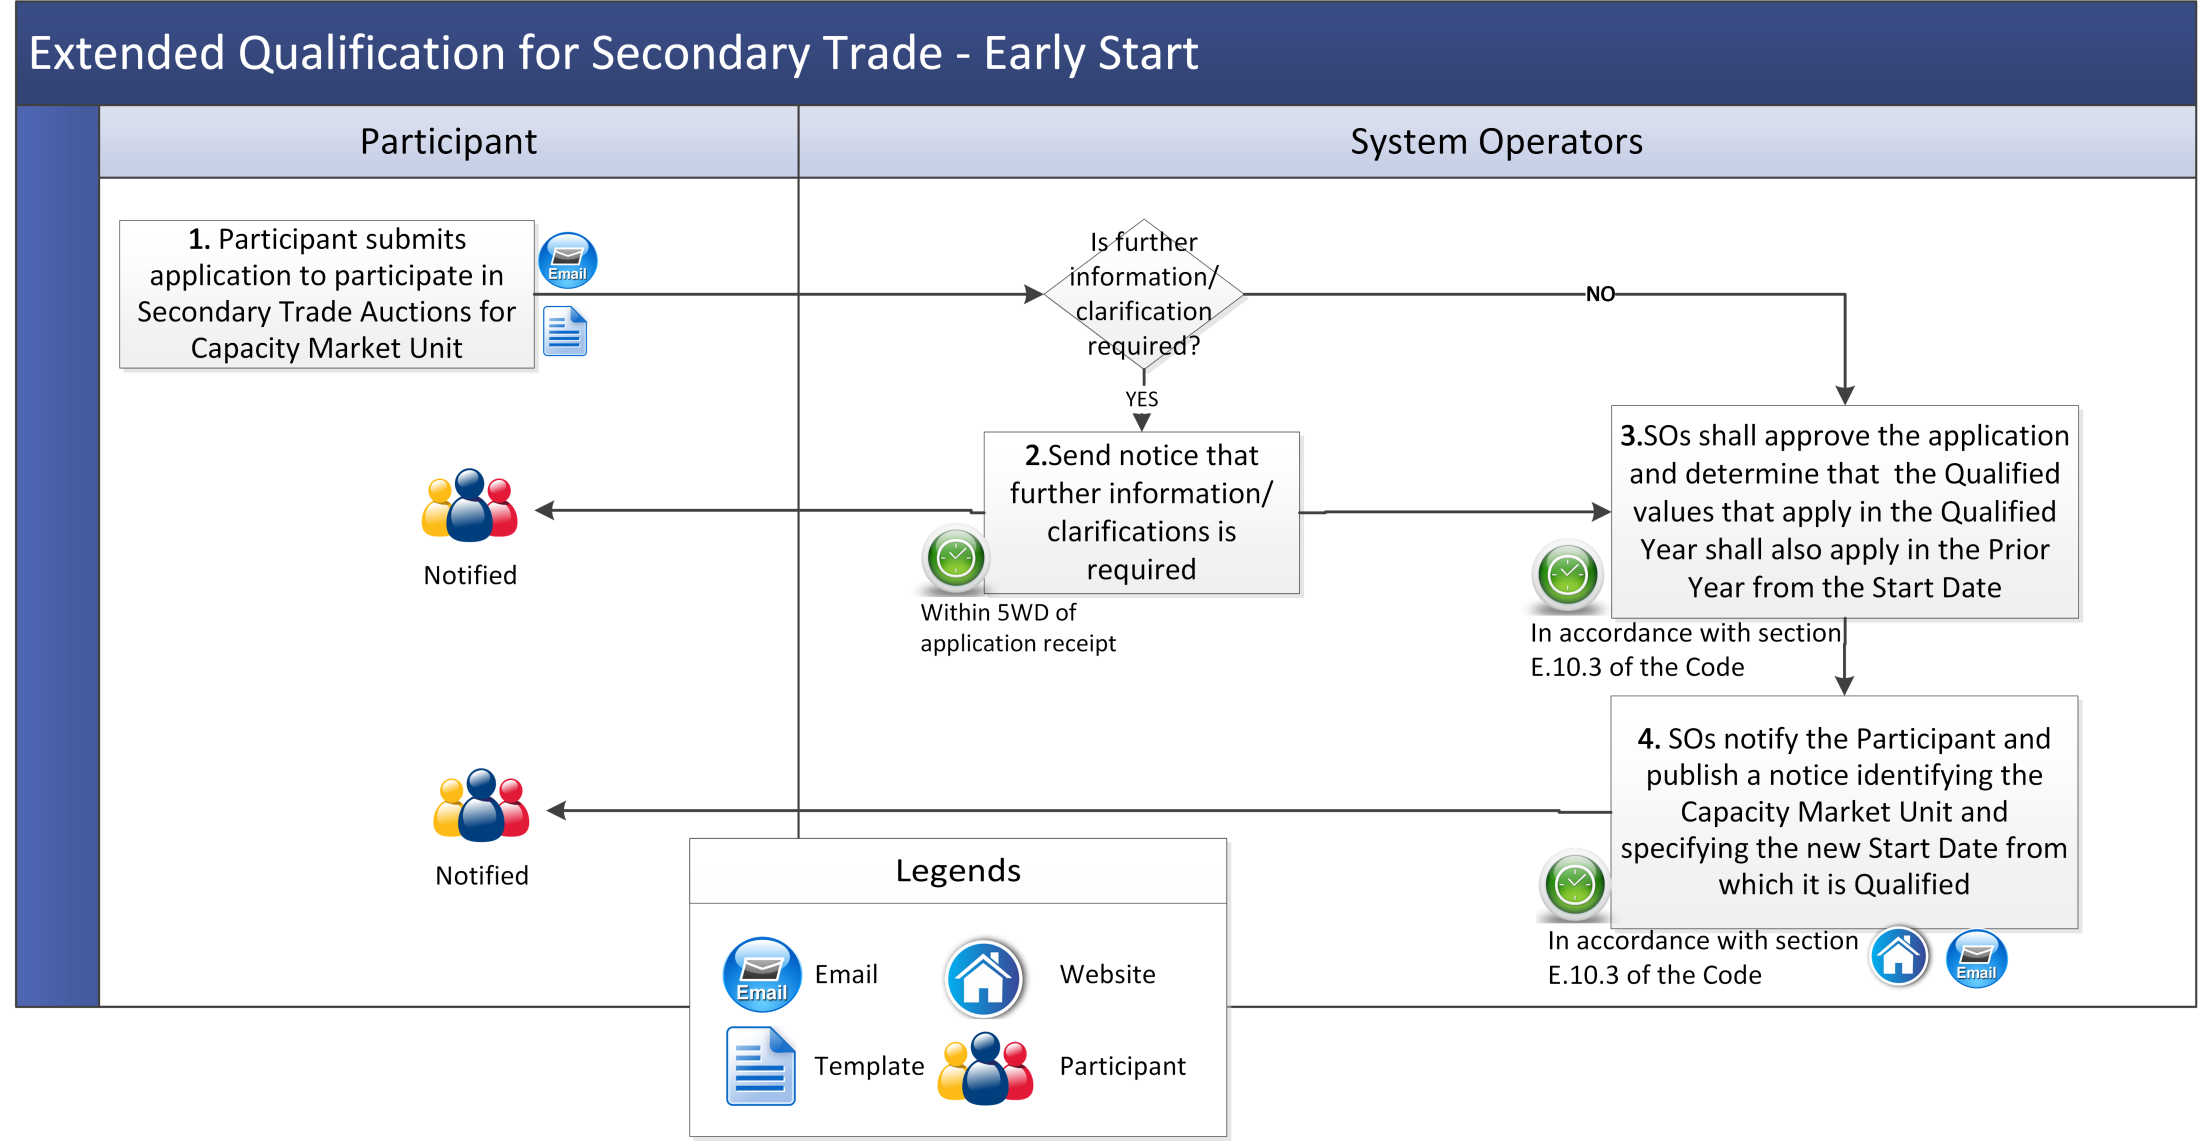 Extended Qualification for Secondary Trade - Early Start
Participant
System Operators
1. Participant submits
application to participate in
Secondary Trade Auctions for
Capacity Market Unit
Email
Is further
information/
clarification
required?
NO
YES
2.Send notice that
further information/
clarifications is
required
Within 5WD of
application receipt
Notified
3.SOs shall approve the application
and determine that  the Qualified
values that apply in the Qualified
Year shall also apply in the Prior
Year from the Start Date
In accordance with section
E.10.3 of the Code
4. SOs notify the Participant and
publish a notice identifying the
Capacity Market Unit and
specifying the new Start Date from
which it is Qualified
In accordance with section
E.10.3 of the Code
Email
Notified
Legends
Email
Email
Website
Template
Participant